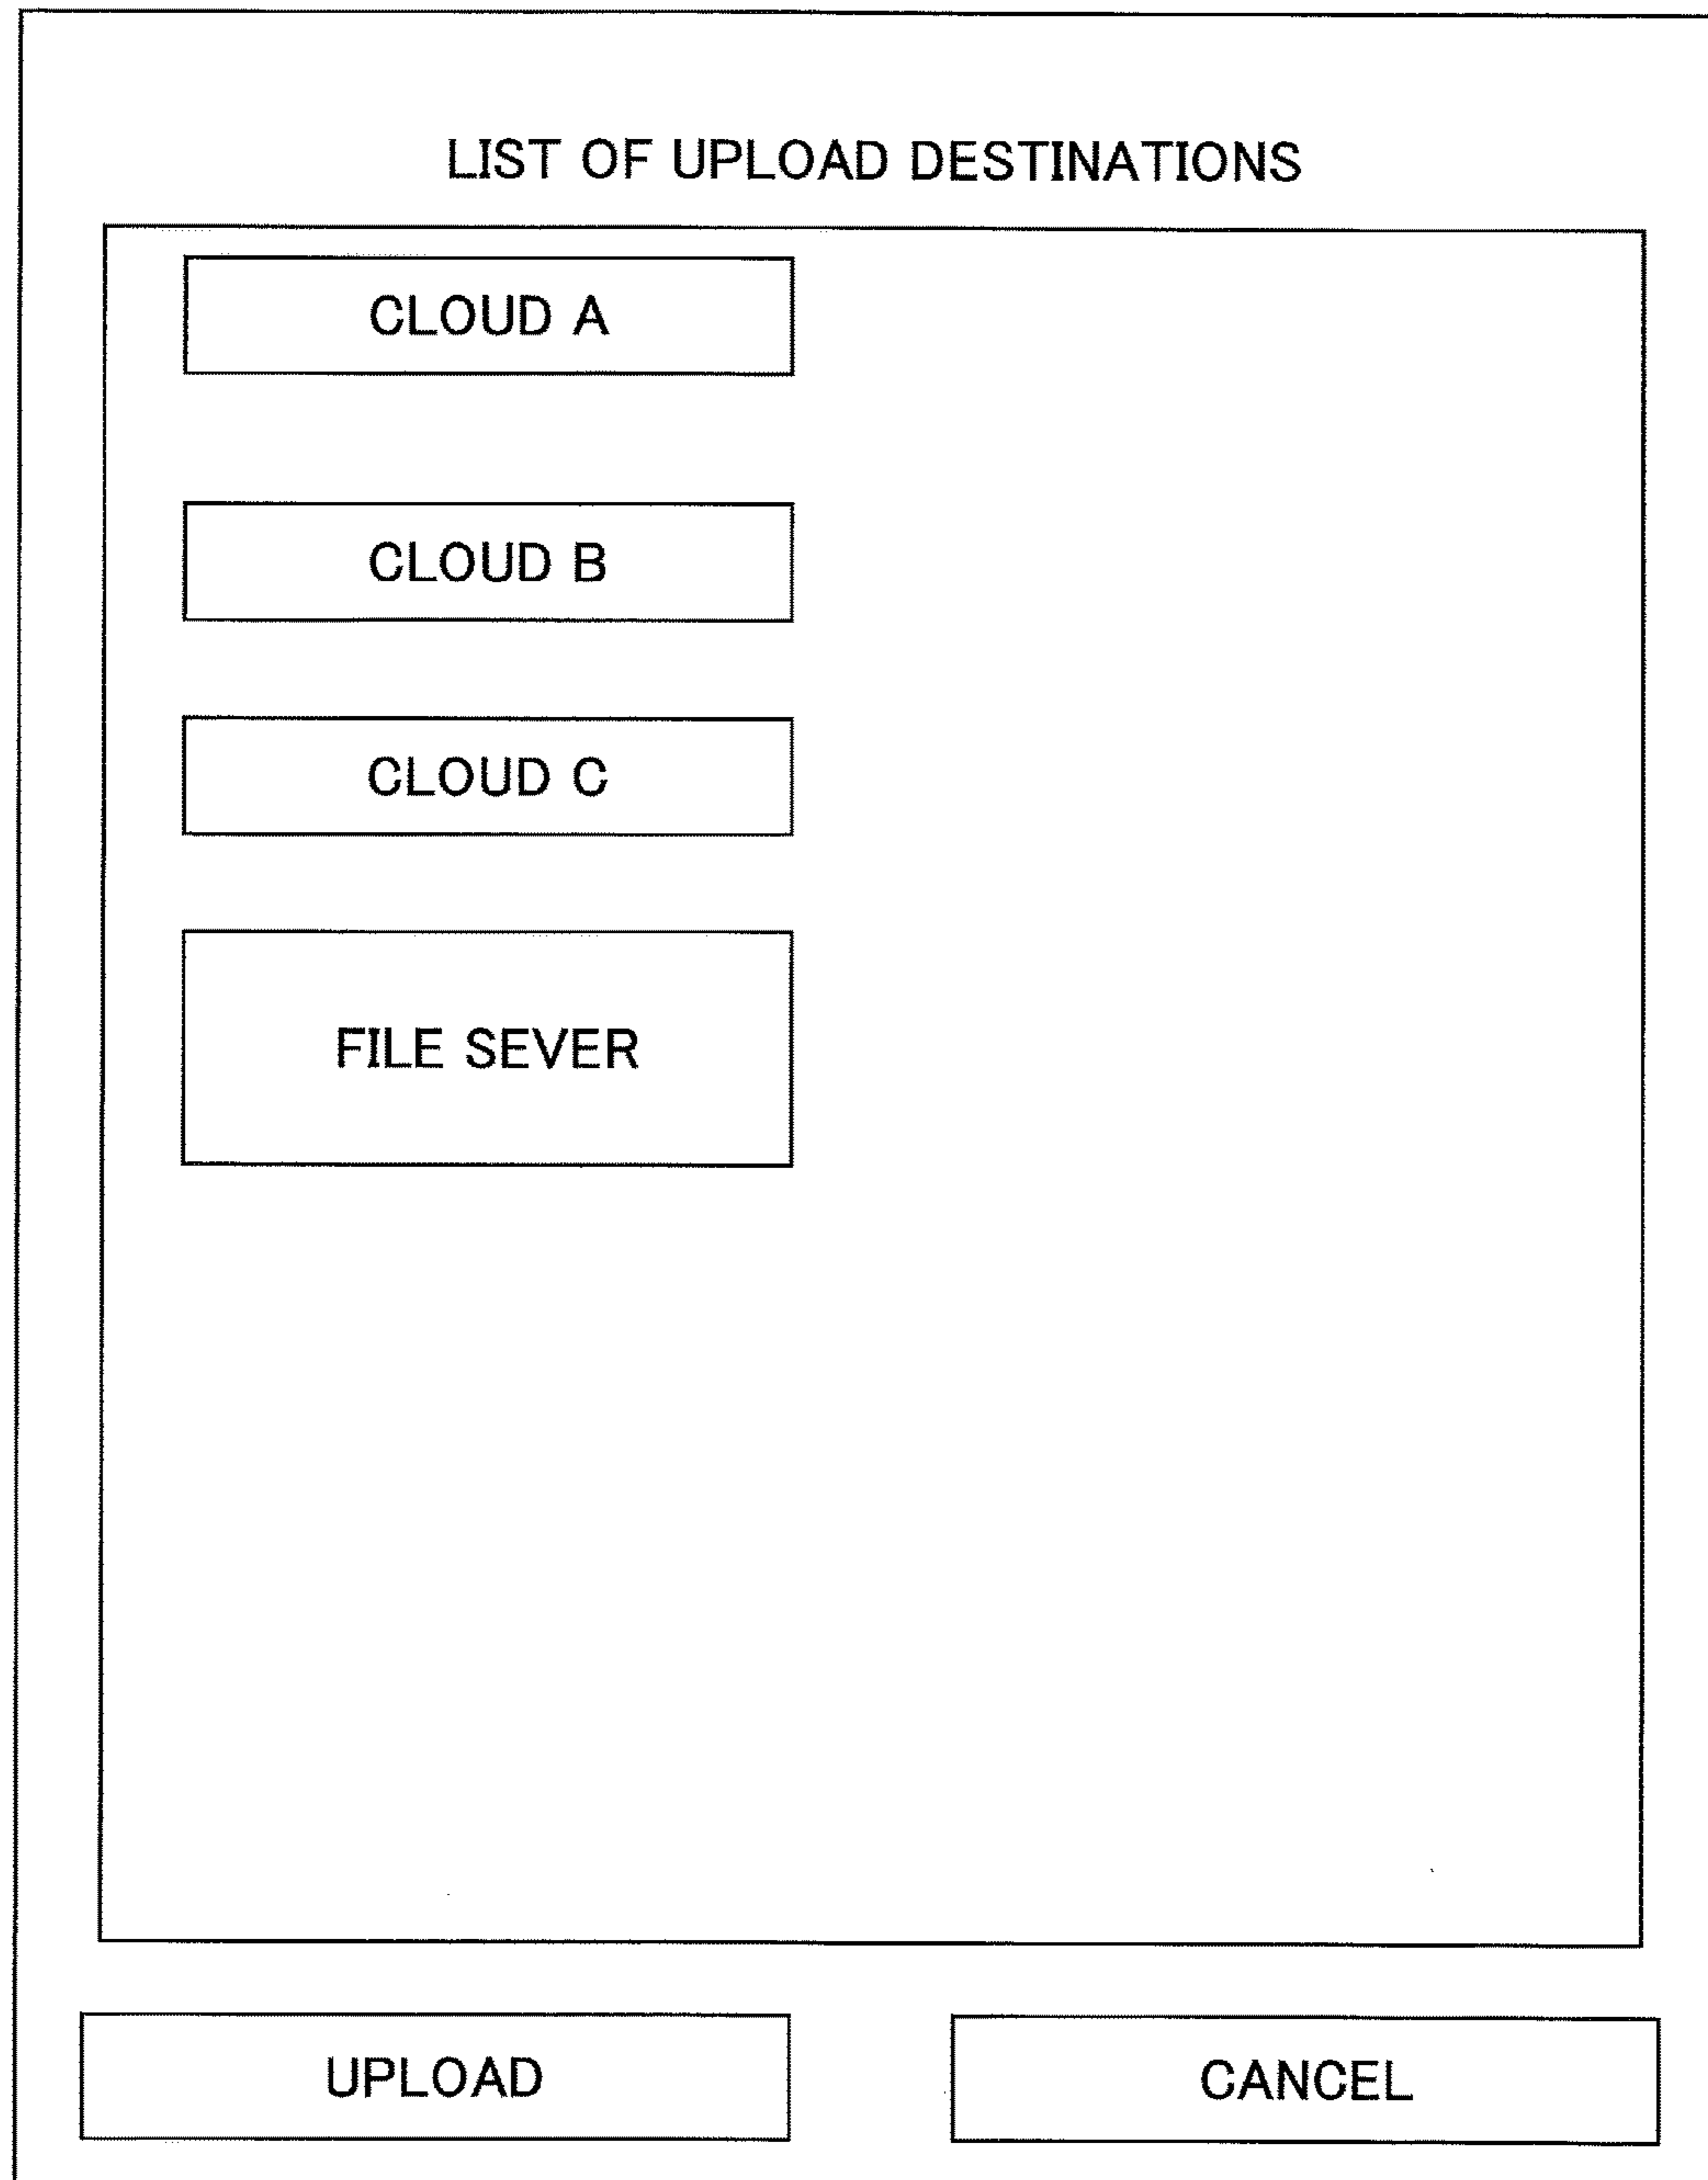 LIST OF UPLOAD DESTINATIONS
CLOUD A
CLOUD B
CLOUD C
FILE SEVER
UPLOAD
CANCEL